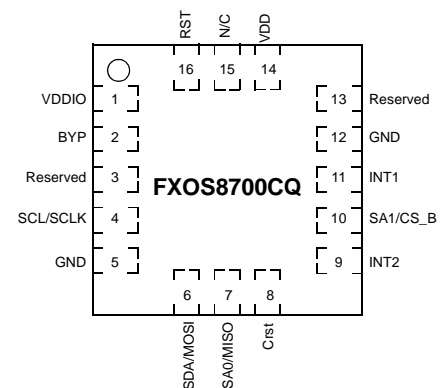 RST
N/C
VDD
16
15
14
VDDIO 1
13 Reserved
BYP 2
12 GND
Reserved 3
FXOS8700CQ
11 INT1
SCL/SCLK 4
10 SA1/CS_B
GND 5
9 INT2
6
7
8
SDA/MOSI
SA0/MISO
Crst